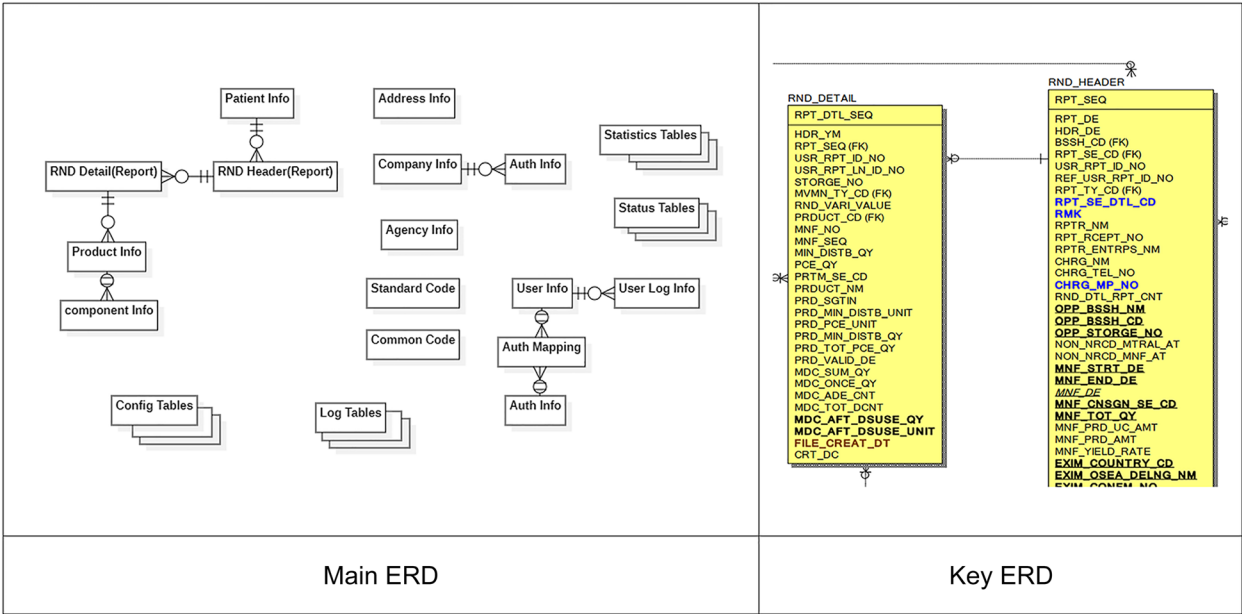 Patient Info
Address Info
Statistics Tables
RND Detail(Report)
RND Header(Report)
Company Info
Auth Info
Status Tables
Agency Info
Product Info
Standard Code
User Info
User Log Info
component Info
Common Code
Auth Mapping
Config Tables
Log Tables
Auth Info
RND_DETAIL
RPT_DTL_SEQ
HDR_YM
RPT_SEQ (FK)
USR_RPT_ID_NO
USR_RPT_LN_ID_NO
STORGE_NO
MVMN_TY_CD (FK)
RND_VARI_VALUE
PRDUCT_CD (FK)
MNF_NO
MNF_SEQ
MIN_DISTB_QY
PCE_QY
PRTM_SE_CD
PRDUCT_NM
PRD_SGTIN
PRD_MIN_DISTB_UNIT
PRD_PCE_UNIT
PRD_MIN_DISTB_QY
PRD_TOT_PCE_QY
PRD_VALID_DE
MDC_SUM_QY
MDC_ONCE_QY
MDC_ADE_CNT
MDC_TOT_DCNT
MDC_AFT_DSUSE_QY
MDC_AFT_DSUSE_UNIT
FILE_CREAT_DT
CRT_DC
RND_HEADER
RPT_SEQ
RPT_DE
HDR_DE
BSSH_CD (FK)
RPT_SE_CD (FK)
USR_RPT_ID_NO
REF_USR_RPT_ID_NO
RPT_TY_CD (FK)
RPT_SE_DTL_CD
RMK
RPTR_NM
RPT_RCEPT_NO
RPTR_ENTRPS_NM
CHRG_NM
CHRG_TEL_NO
CHRG_MP_NO
RND_DTL_RPT_CNT
OPP_BSSH_NM
OPP_BSSH_CD
OPP_STORGE_NO
NON_NRCD_MTRAL_AT
NON_NRCD_MNF_AT
MNF_STRT_DE
MNF_END_DE
MNF_DE
MNF_CNSGN_SE_CD
MNF_TOT_QY
MNF_PRD_UC_AMT
MNF_PRD_AMT
MNF_YIELD_RATE
EXIM_COUNTRY_CD
EXIM_OSEA_DELNG_NM
Main ERD
Key ERD